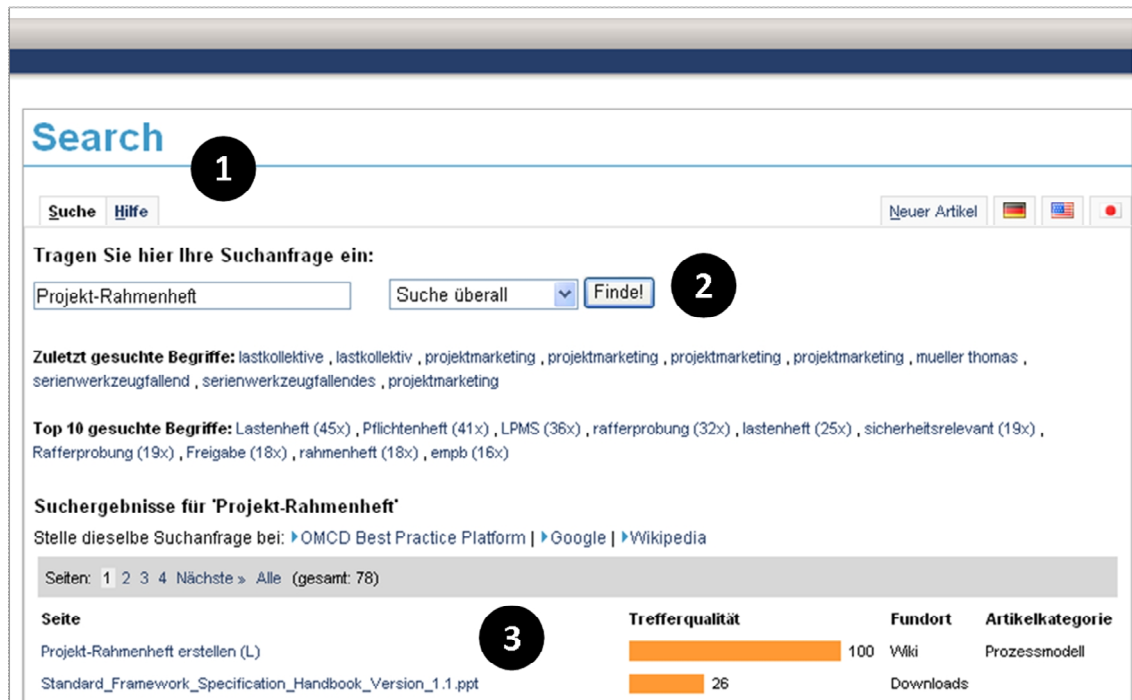 Search
1
Suche Hilfe Neuer Artikel
Tragen Sie hier Ihre Suchanfrage ein:
Projekt-Rahmenheft Suche überall Finde! 2
Zuletzt gesuchte Begriffe: lastkollektive , lastkollektiv , projektmarketing , projektmarketing , projektmarketing , projektmarketing , mueller thomas ,
serienwerkzeugfallend , serienwerkzeugfallendes , projektmarketing
Top 10 gesuchte Begriffe: Lastenheft (45x) , Pflichtenheft (41x) , LPMS (36x) , rafferprobung (32x) , lastenheft (25x) , sicherheitsrelevant (19x) ,
Rafferprobung (19x) , Freigabe (18x) , rahmenheft (18x) , empb (16x)
Suchergebnisse für 'Projekt-Rahmenheft'
Stelle dieselbe Suchanfrage bei: OMCD Best Practice Platform | Google | Wikipedia
Seiten: 1 2 3 4 Nächste » Alle (gesamt: 78)
Seite Trefferqualität Fundort Artikelkategorie
3
Projekt-Rahmenheft erstellen (L) 100 Wiki Prozessmodell
Standard_Framework_Specification_Handbook_Version_1.1.ppt 26 Downloads